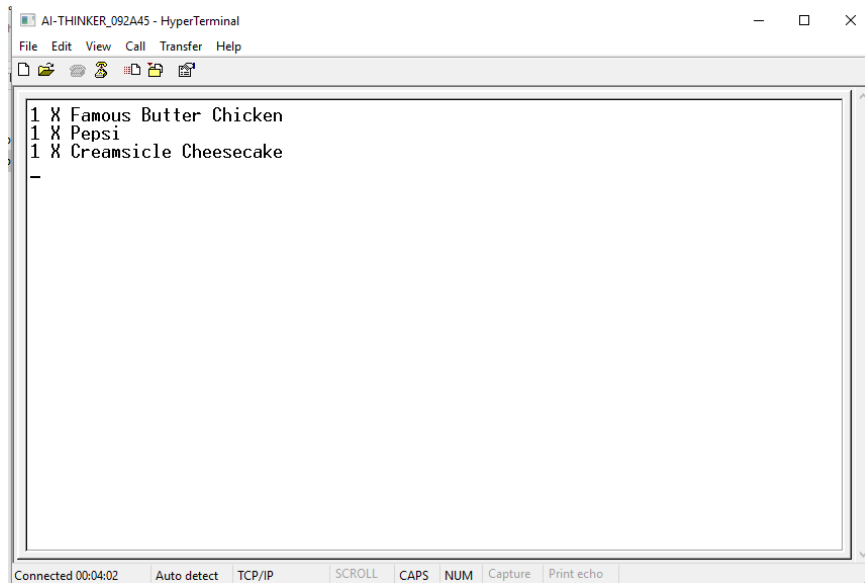 AI-THINKER_092A45 - HyperTerminal
File Edit View Call Transfer Help
1 X Famous Butter Chicken
1 X Pepsi
1 X Creamsicle Cheesecake
Connected 00:04:02 Auto detect TCP/IP SCROLL CAPS NUM Capture Print echo